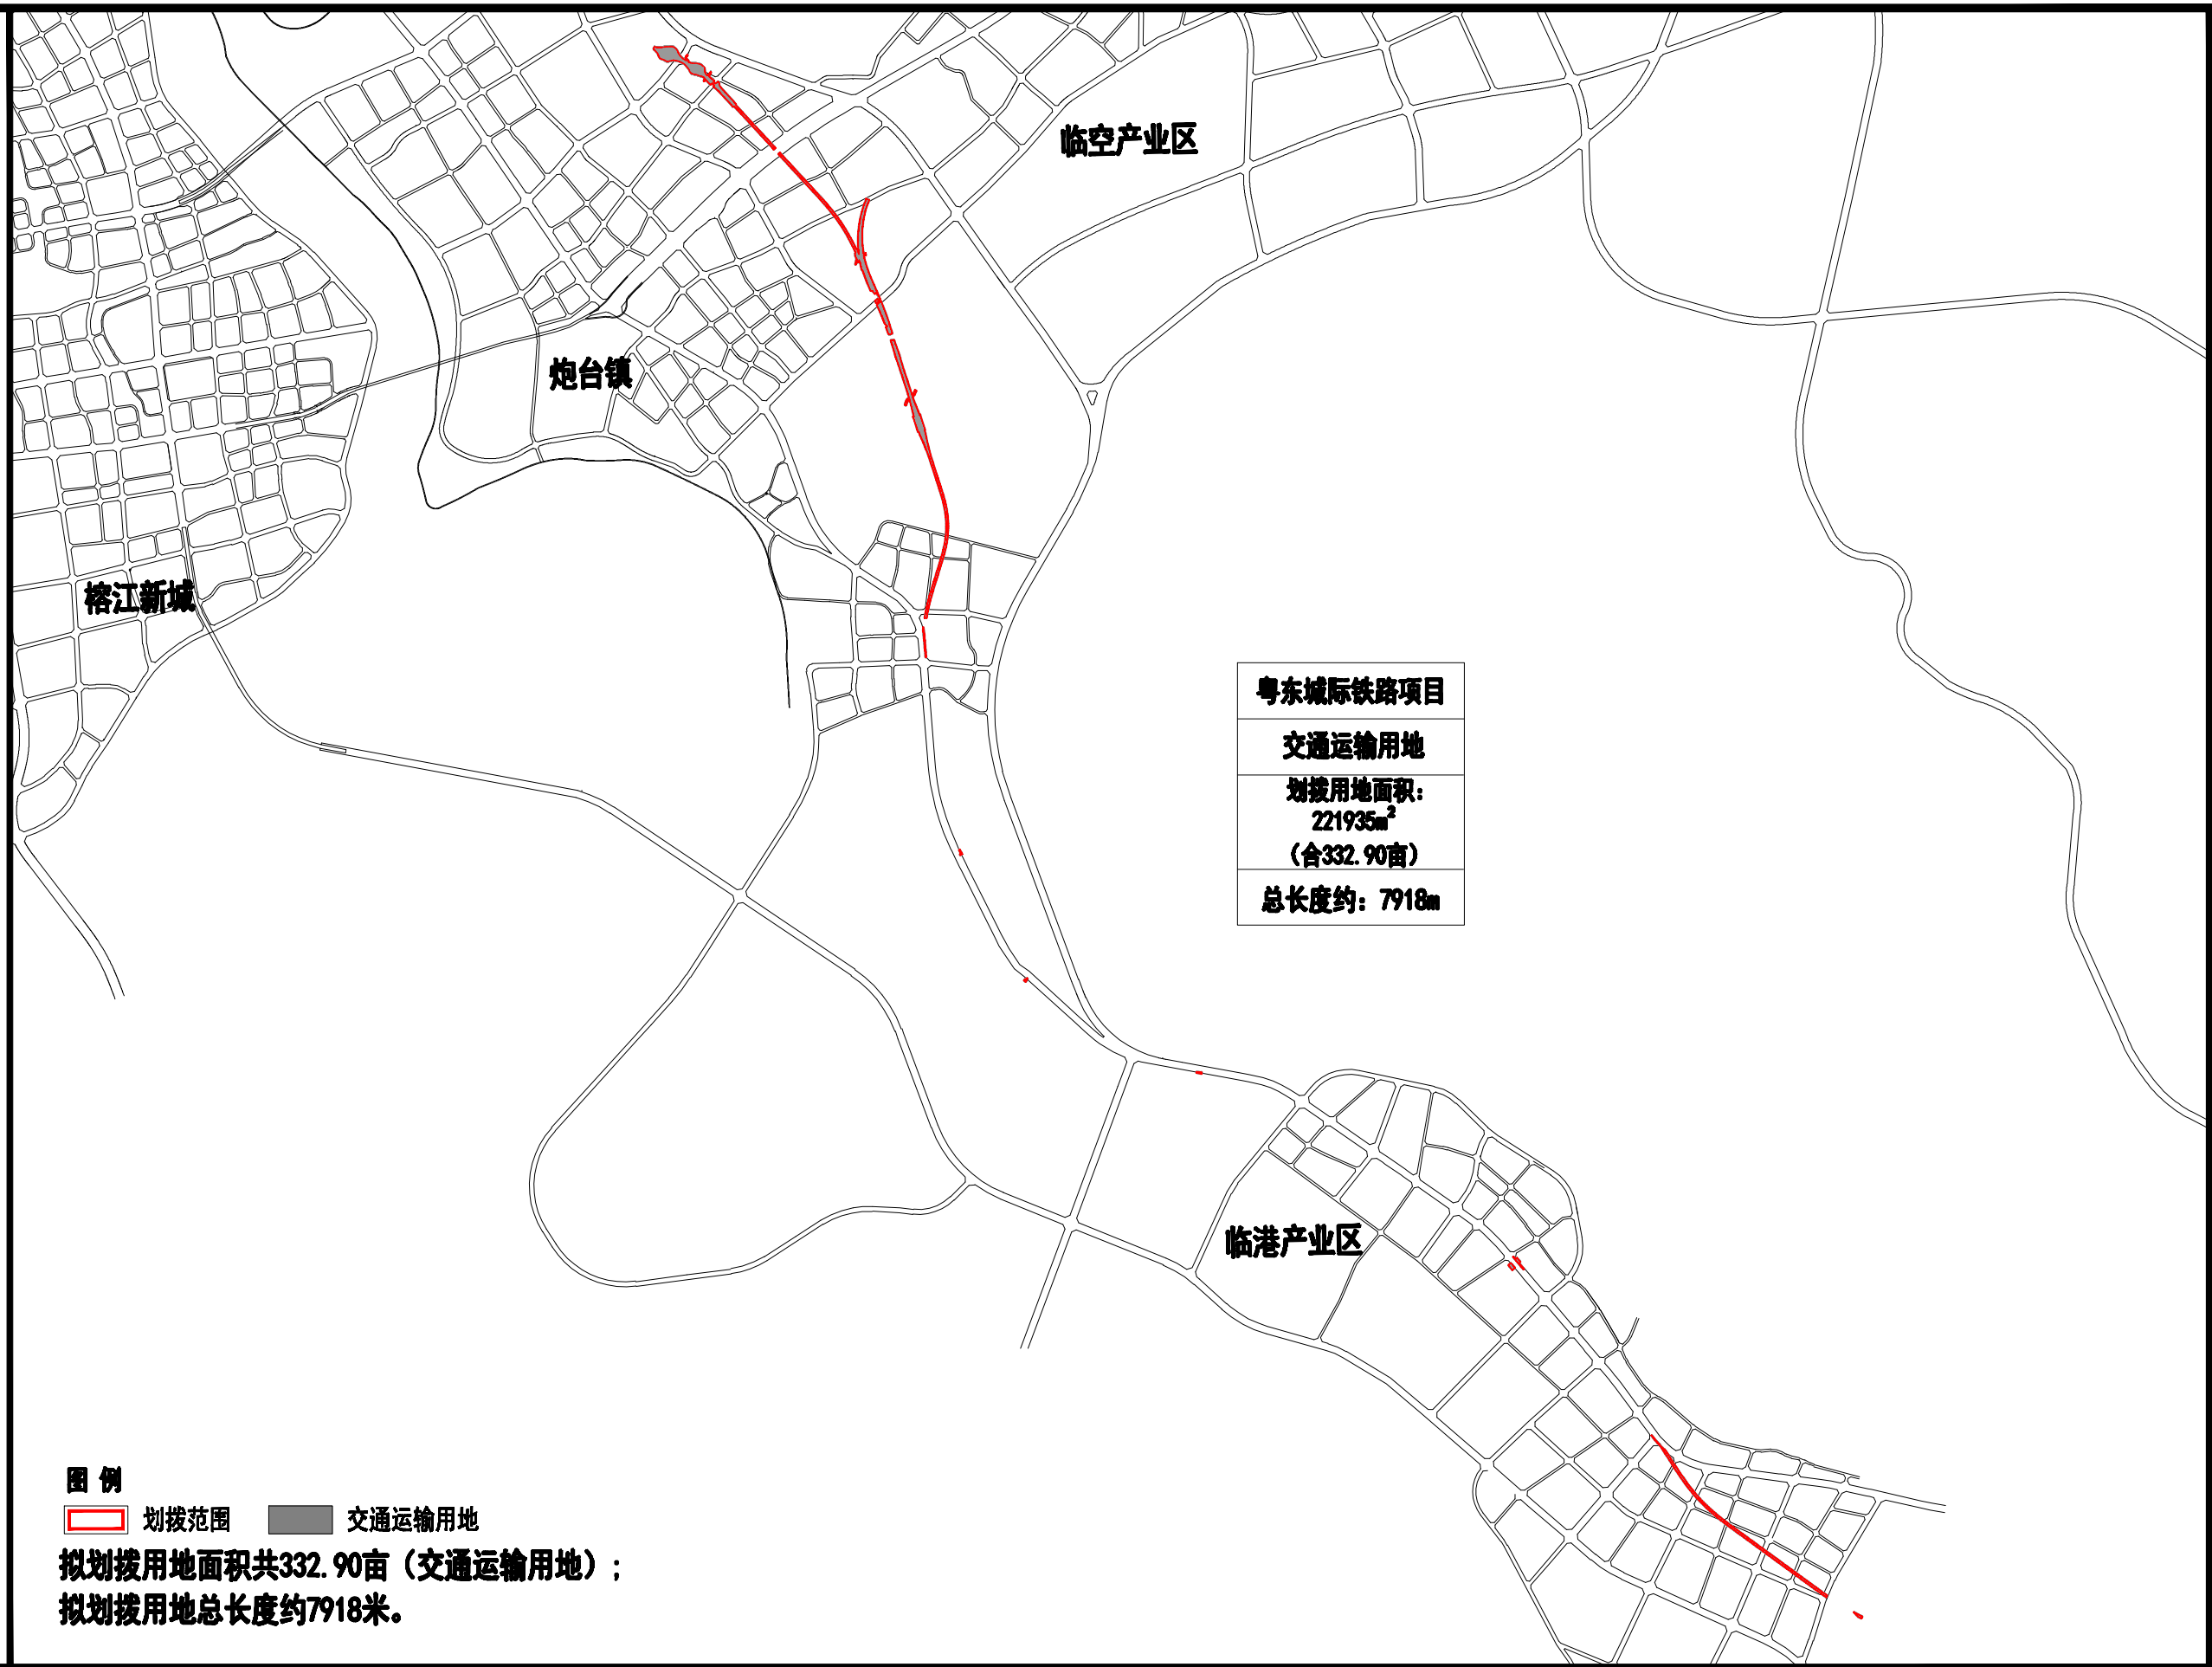 临空产业区
炮台镇
榕江新城
粤东城际铁路项目
交通运输用地
划拨用地面积：
221935m²
（合332.90亩）
总长度约：7918m
临港产业区
图 例
划拨范围
交通运输用地
拟划拨用地面积共332.90亩（交通运输用地）；
拟划拨用地总长度约7918米。